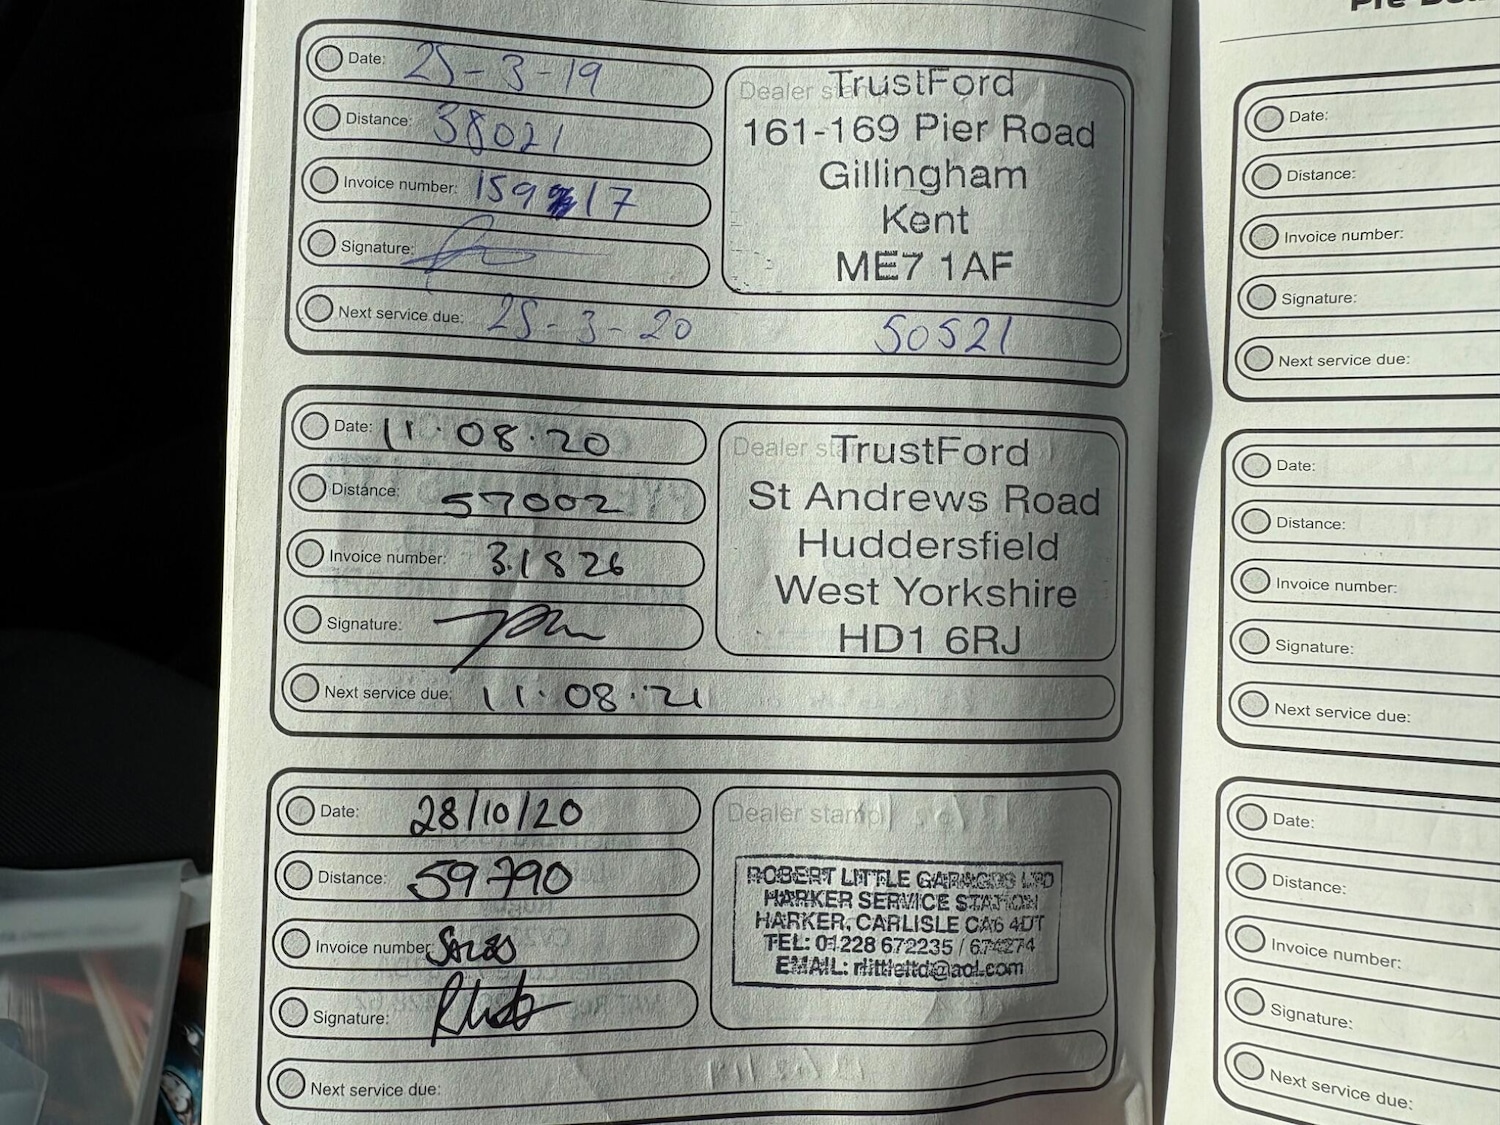 Date: 25-3-19
Distance: 38021
Invoice number: 159 17
Signature:
Next service due: 25-3-20 50521
Dealer stamp
TrustFord
161-169 Pier Road
Gillingham
Kent
ME7 1AF
Date: 11.08.20
Distance: 57002
Invoice number: 31826
Signature:
Next service due: 11.08.21
Dealer stamp
TrustFord
St Andrews Road
Huddersfield
West Yorkshire
HD1 6RJ
Date: 28/10/20
Distance: 59790
Invoice number: SALES
Signature:
Next service due:
Dealer stamp
ROBERT LITTLE GARAGES LTD
HARKER SERVICE STATION
HARKER, CARLISLE CA6 4DT
TEL: 01228 672235 / 674274
EMAIL: rlittleltd@aol.com
Date:
Distance:
Invoice number:
Signature:
Next service due:
Date:
Distance:
Invoice number:
Signature:
Next service due:
Date:
Distance:
Invoice number:
Signature:
Next service due: